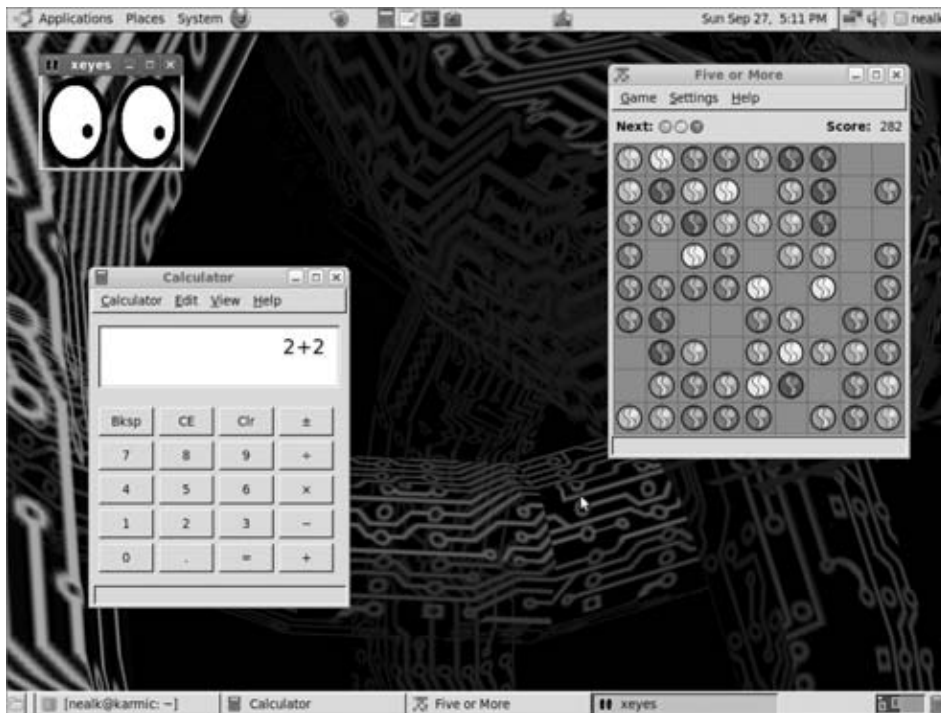 Applications Places System
Sun Sep 27, 5:11 PM
nealk
xeyes
Five or More
Game Settings Help
Next:
Score: 282
Calculator
Calculator Edit View Help
2+2
Bksp CE Clr ±
7 8 9 ÷
4 5 6 ×
1 2 3 −
0 . = +
[nealk@karmic: ~]
Calculator
Five or More
xeyes